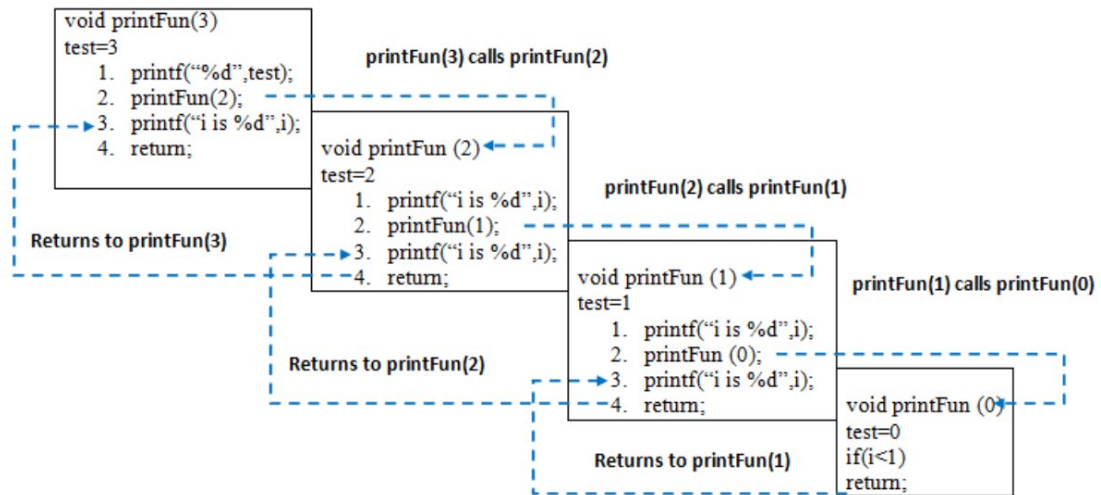 void printFun(3)
test=3
1. printf(“%d”,test);
2. printFun(2);
3. printf(“i is %d”,i);
4. return;
printFun(3) calls printFun(2)
void printFun (2)
test=2
1. printf(“i is %d”,i);
2. printFun(1);
3. printf(“i is %d”,i);
4. return;
Returns to printFun(3)
printFun(2) calls printFun(1)
void printFun (1)
test=1
1. printf(“i is %d”,i);
2. printFun (0);
3. printf(“i is %d”,i);
4. return;
Returns to printFun(2)
printFun(1) calls printFun(0)
void printFun (0)
test=0
if(i<1)
return;
Returns to printFun(1)